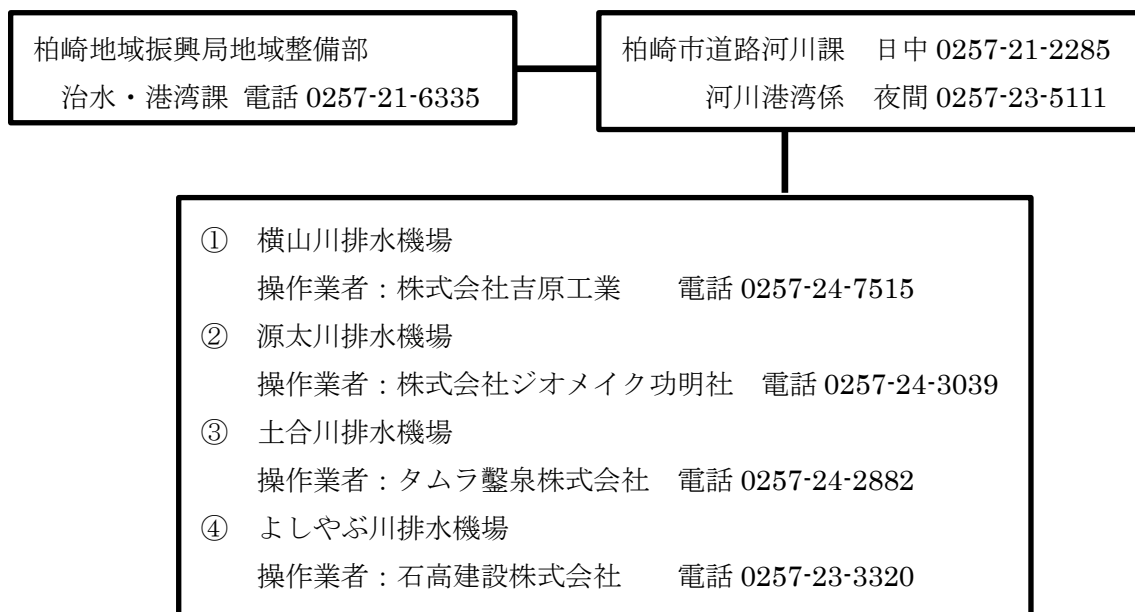 柏崎地域振興局地域整備部
治水・港湾課 電話 0257-21-6335
柏崎市道路河川課　日中 0257-21-2285
河川港湾係　夜間 0257-23-5111
①　横山川排水機場
操作業者：株式会社吉原工業　　電話 0257-24-7515
②　源太川排水機場
操作業者：株式会社ジオメイク功明社　電話 0257-24-3039
③　土合川排水機場
操作業者：タムラ鑿泉株式会社　電話 0257-24-2882
④　よしやぶ川排水機場
操作業者：石高建設株式会社　　電話 0257-23-3320